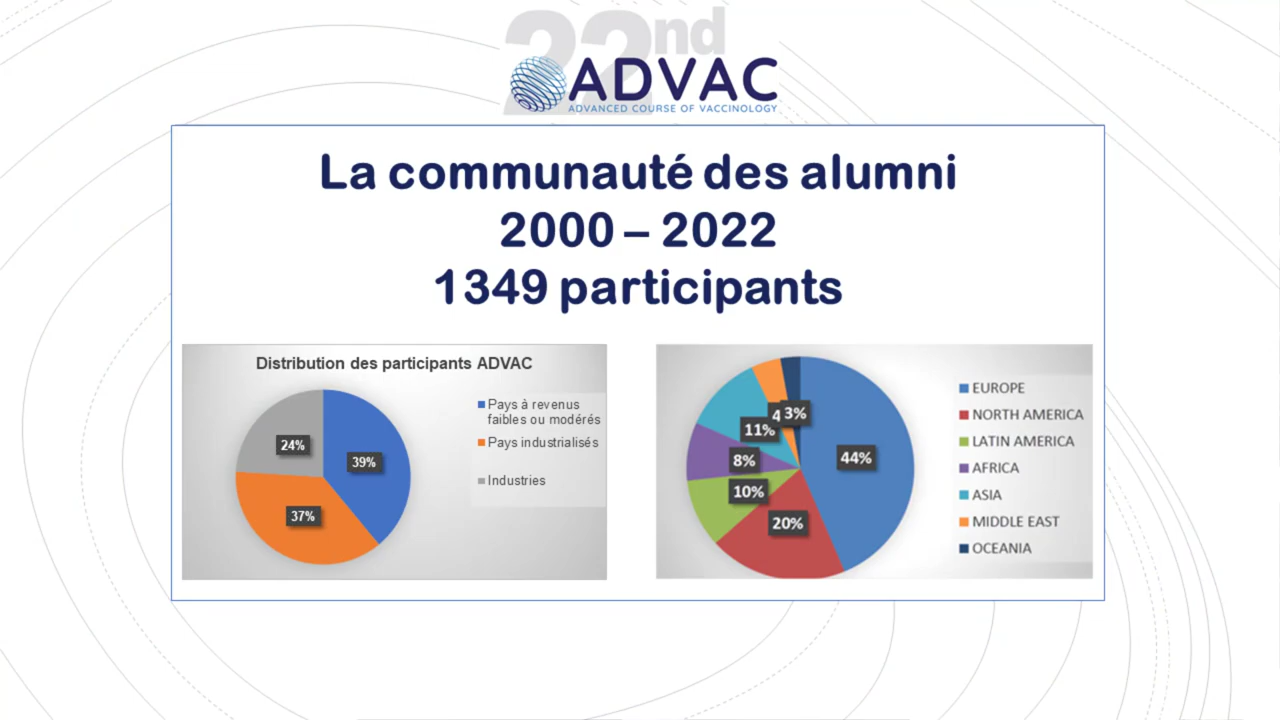 22nd
ADVAC
ADVANCED COURSE OF VACCINOLOGY
La communauté des alumni
2000 – 2022
1349 participants
Distribution des participants ADVAC
Pays à revenus
faibles ou modérés
Pays industrialisés
Industries
24%
39%
37%
4
3%
11%
8%
44%
10%
20%
EUROPE
NORTH AMERICA
LATIN AMERICA
AFRICA
ASIA
MIDDLE EAST
OCEANIA